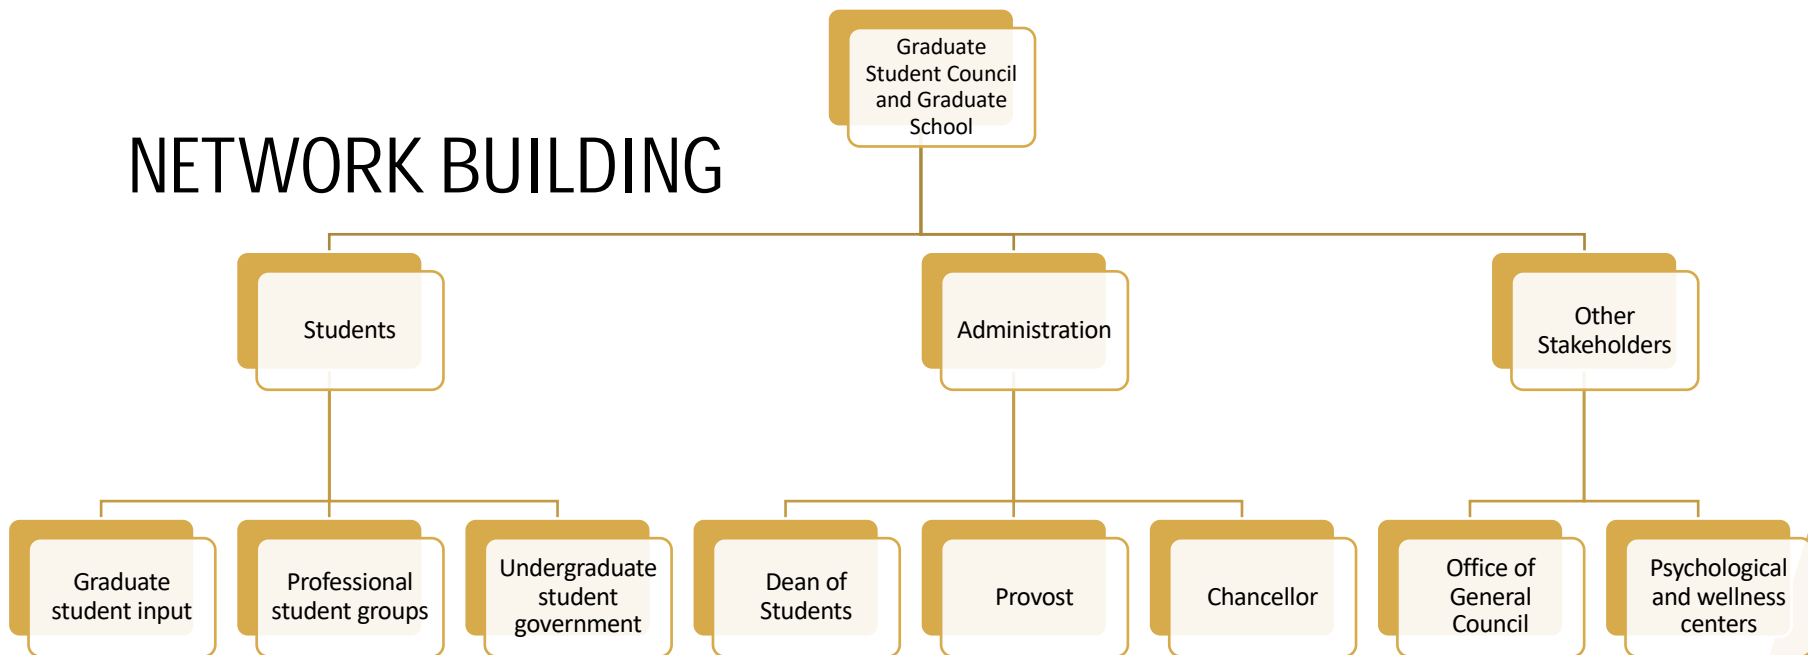 Graduate
Student Council
and Graduate
School
NETWORK BUILDING
Students
Administration
Other
Stakeholders
Graduate
student input
Professional
student groups
Undergraduate
student
government
Dean of
Students
Provost
Chancellor
Office of
General
Council
Psychological
and wellness
centers